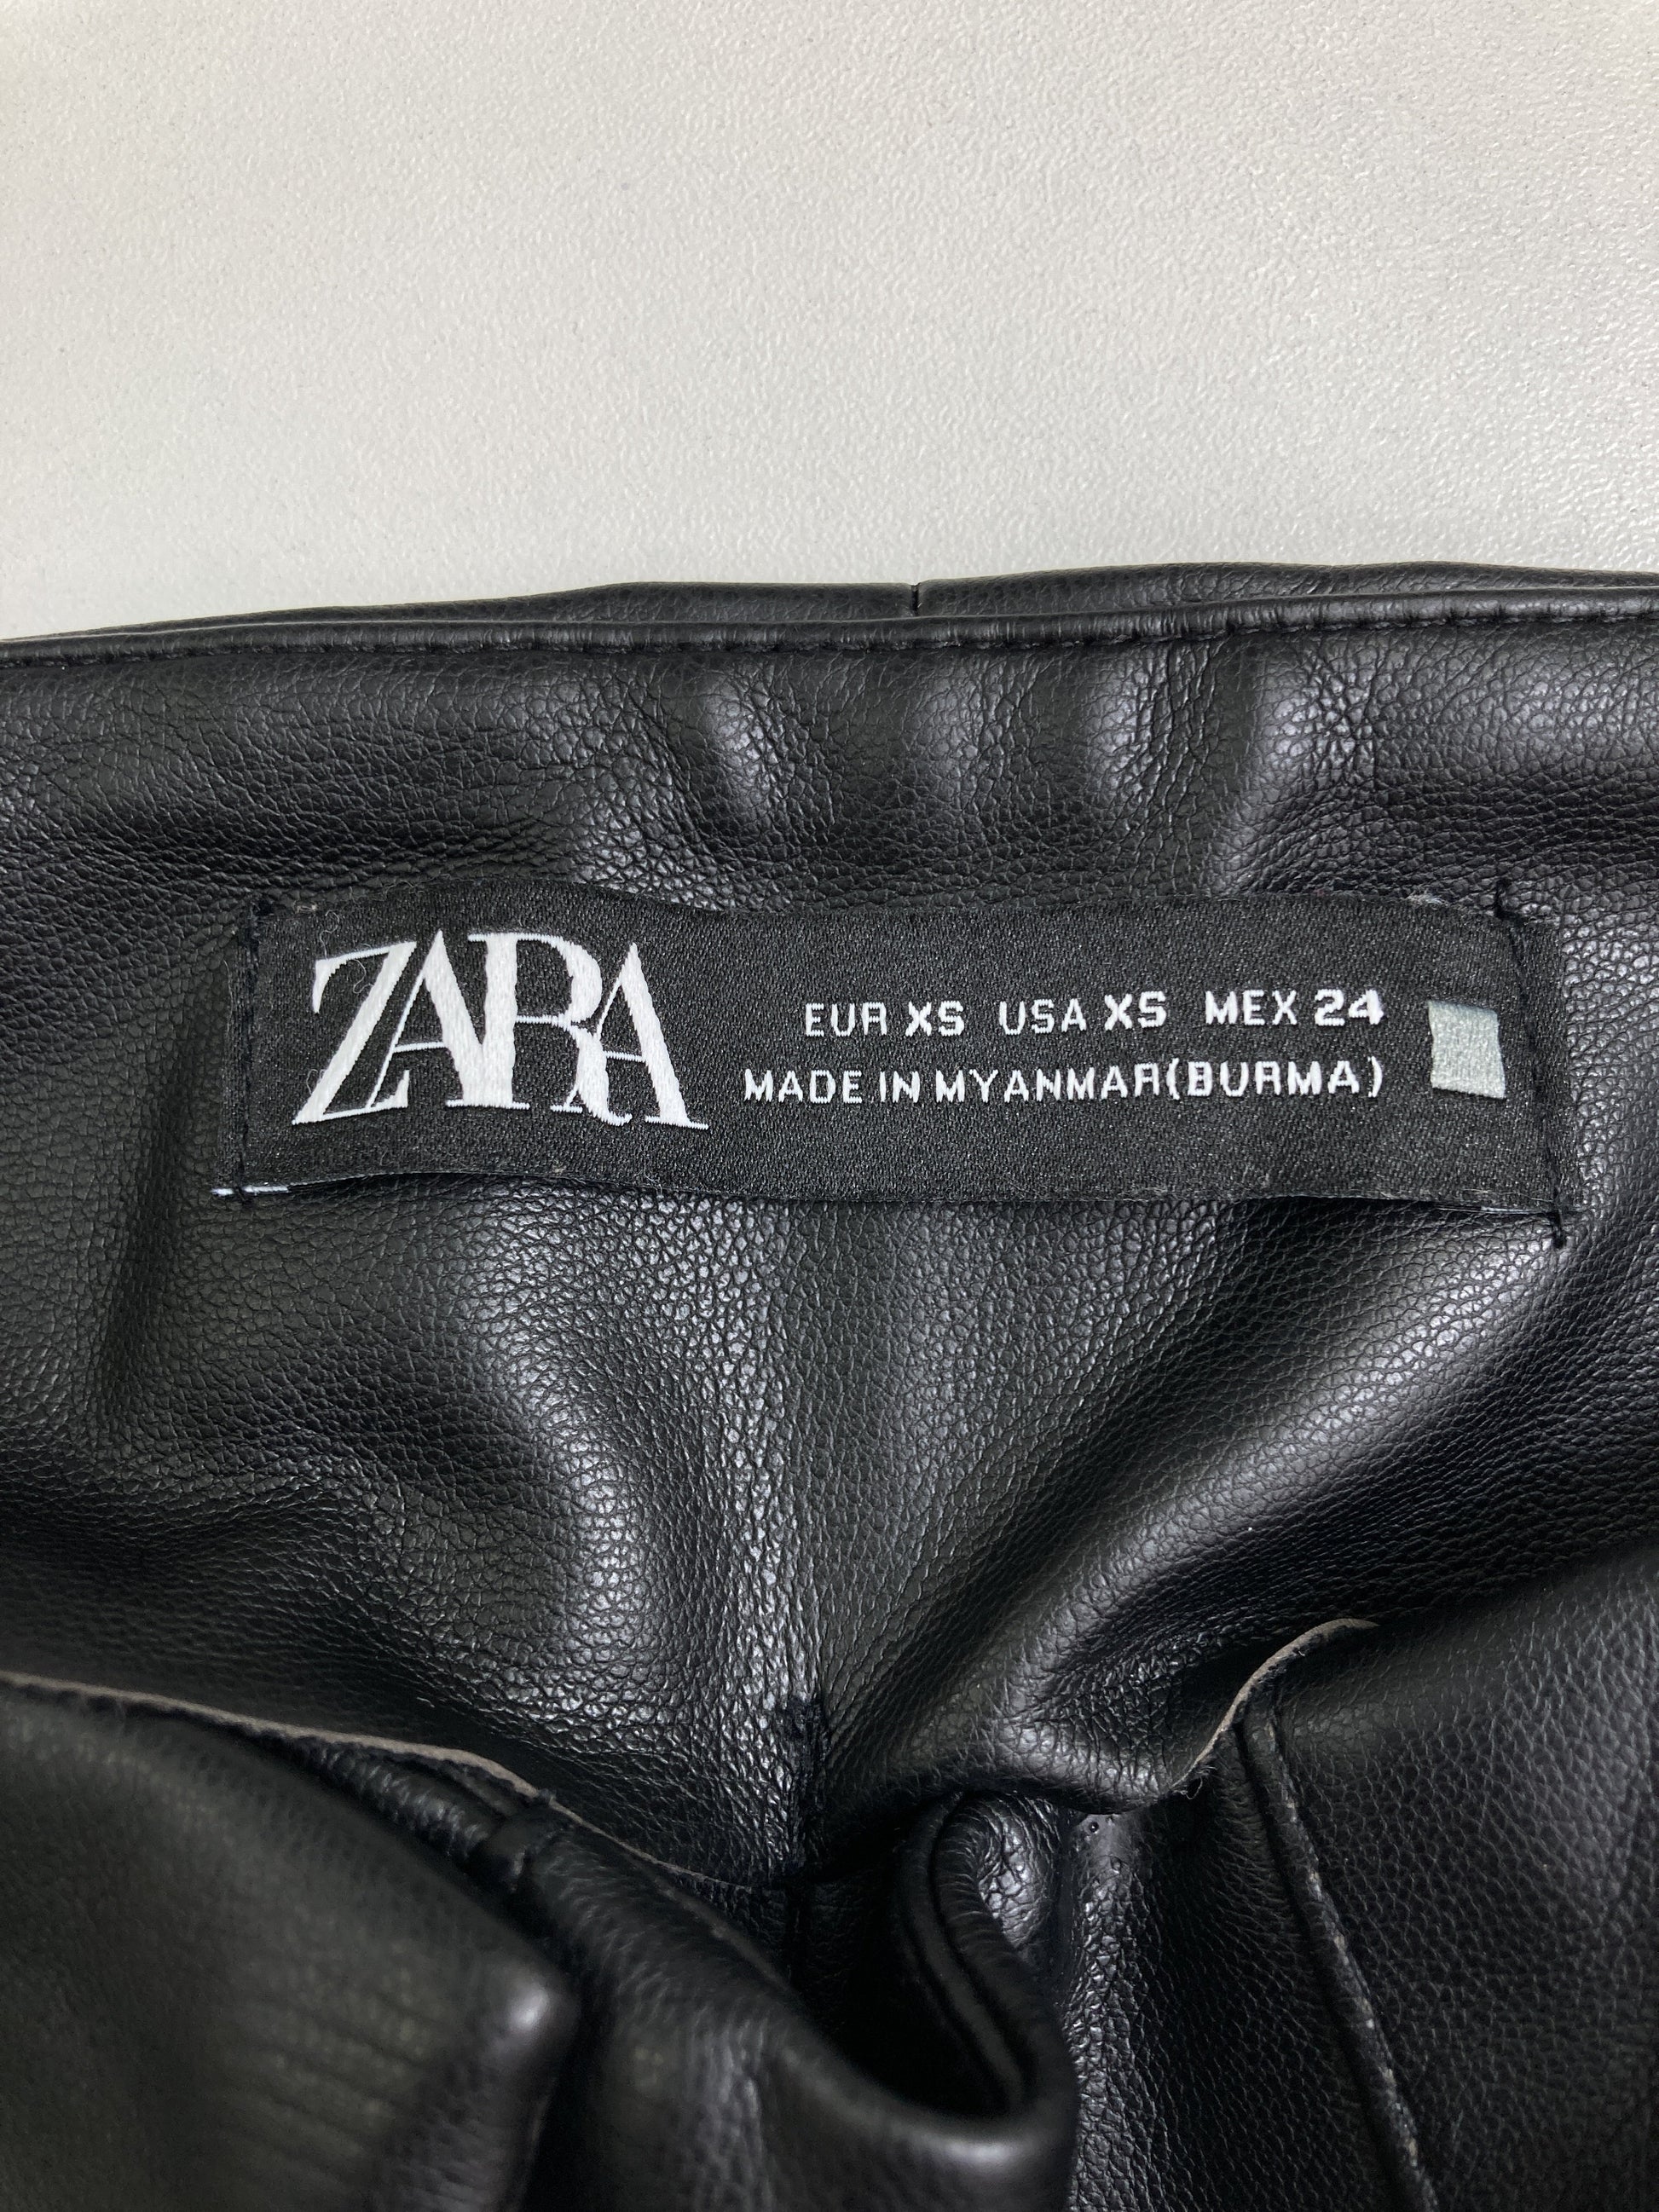 ZARA
EUR XS USA XS MEX 24
MADE IN MYANMAR(BURMA)